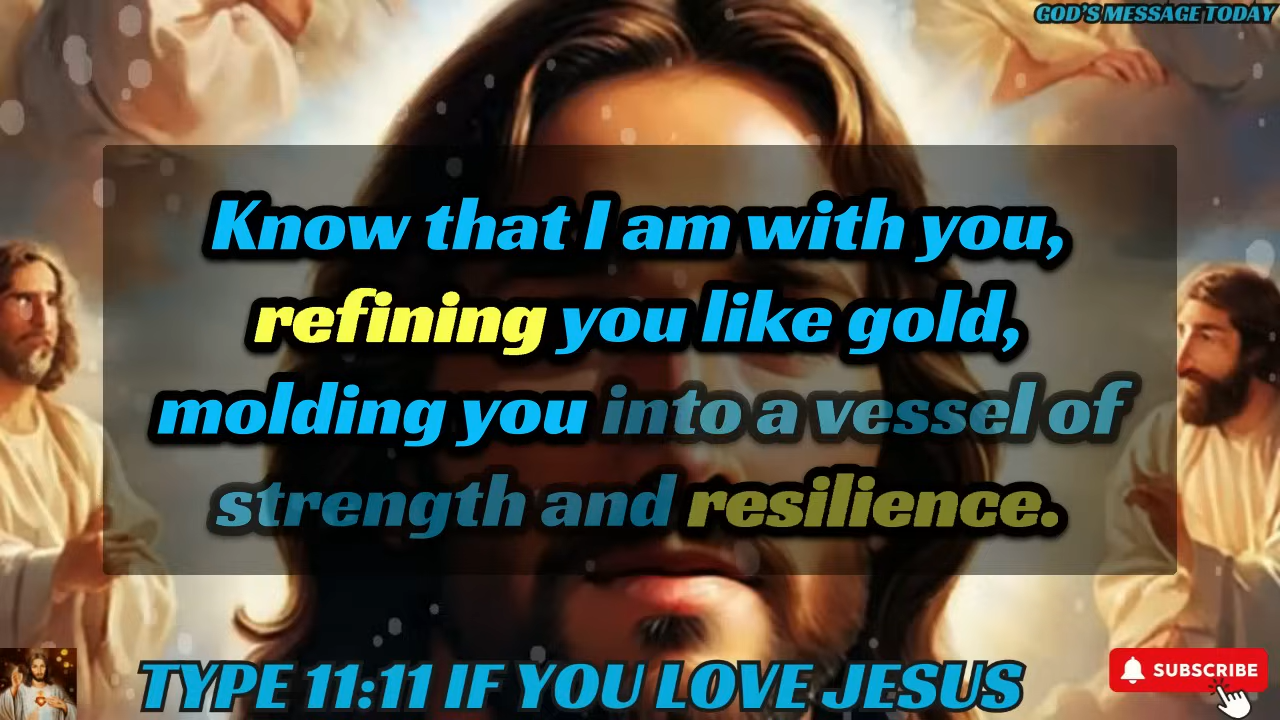 GOD'S MESSAGE TODAY
Know that I am with you,
refining you like gold,
molding you into a vessel of
strength and resilience.
TYPE 11:11 IF YOU LOVE JESUS
SUBSCRIBE